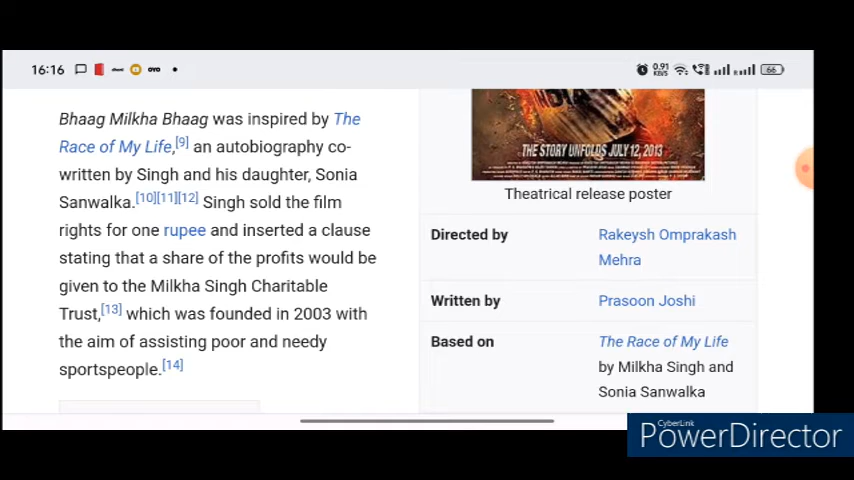 16:16
OYO
0.91
KB/S
66
Bhaag Milkha Bhaag was inspired by The
Race of My Life,[9] an autobiography co-
written by Singh and his daughter, Sonia
Sanwalka.[10][11][12] Singh sold the film
rights for one rupee and inserted a clause
stating that a share of the profits would be
given to the Milkha Singh Charitable
Trust,[13] which was founded in 2003 with
the aim of assisting poor and needy
sportspeople.[14]
THE STORY UNFOLDS JULY 12, 2013
Theatrical release poster
Directed by
Rakeysh Omprakash
Mehra
Written by
Prasoon Joshi
Based on
The Race of My Life
by Milkha Singh and
Sonia Sanwalka
CyberLink
PowerDirector